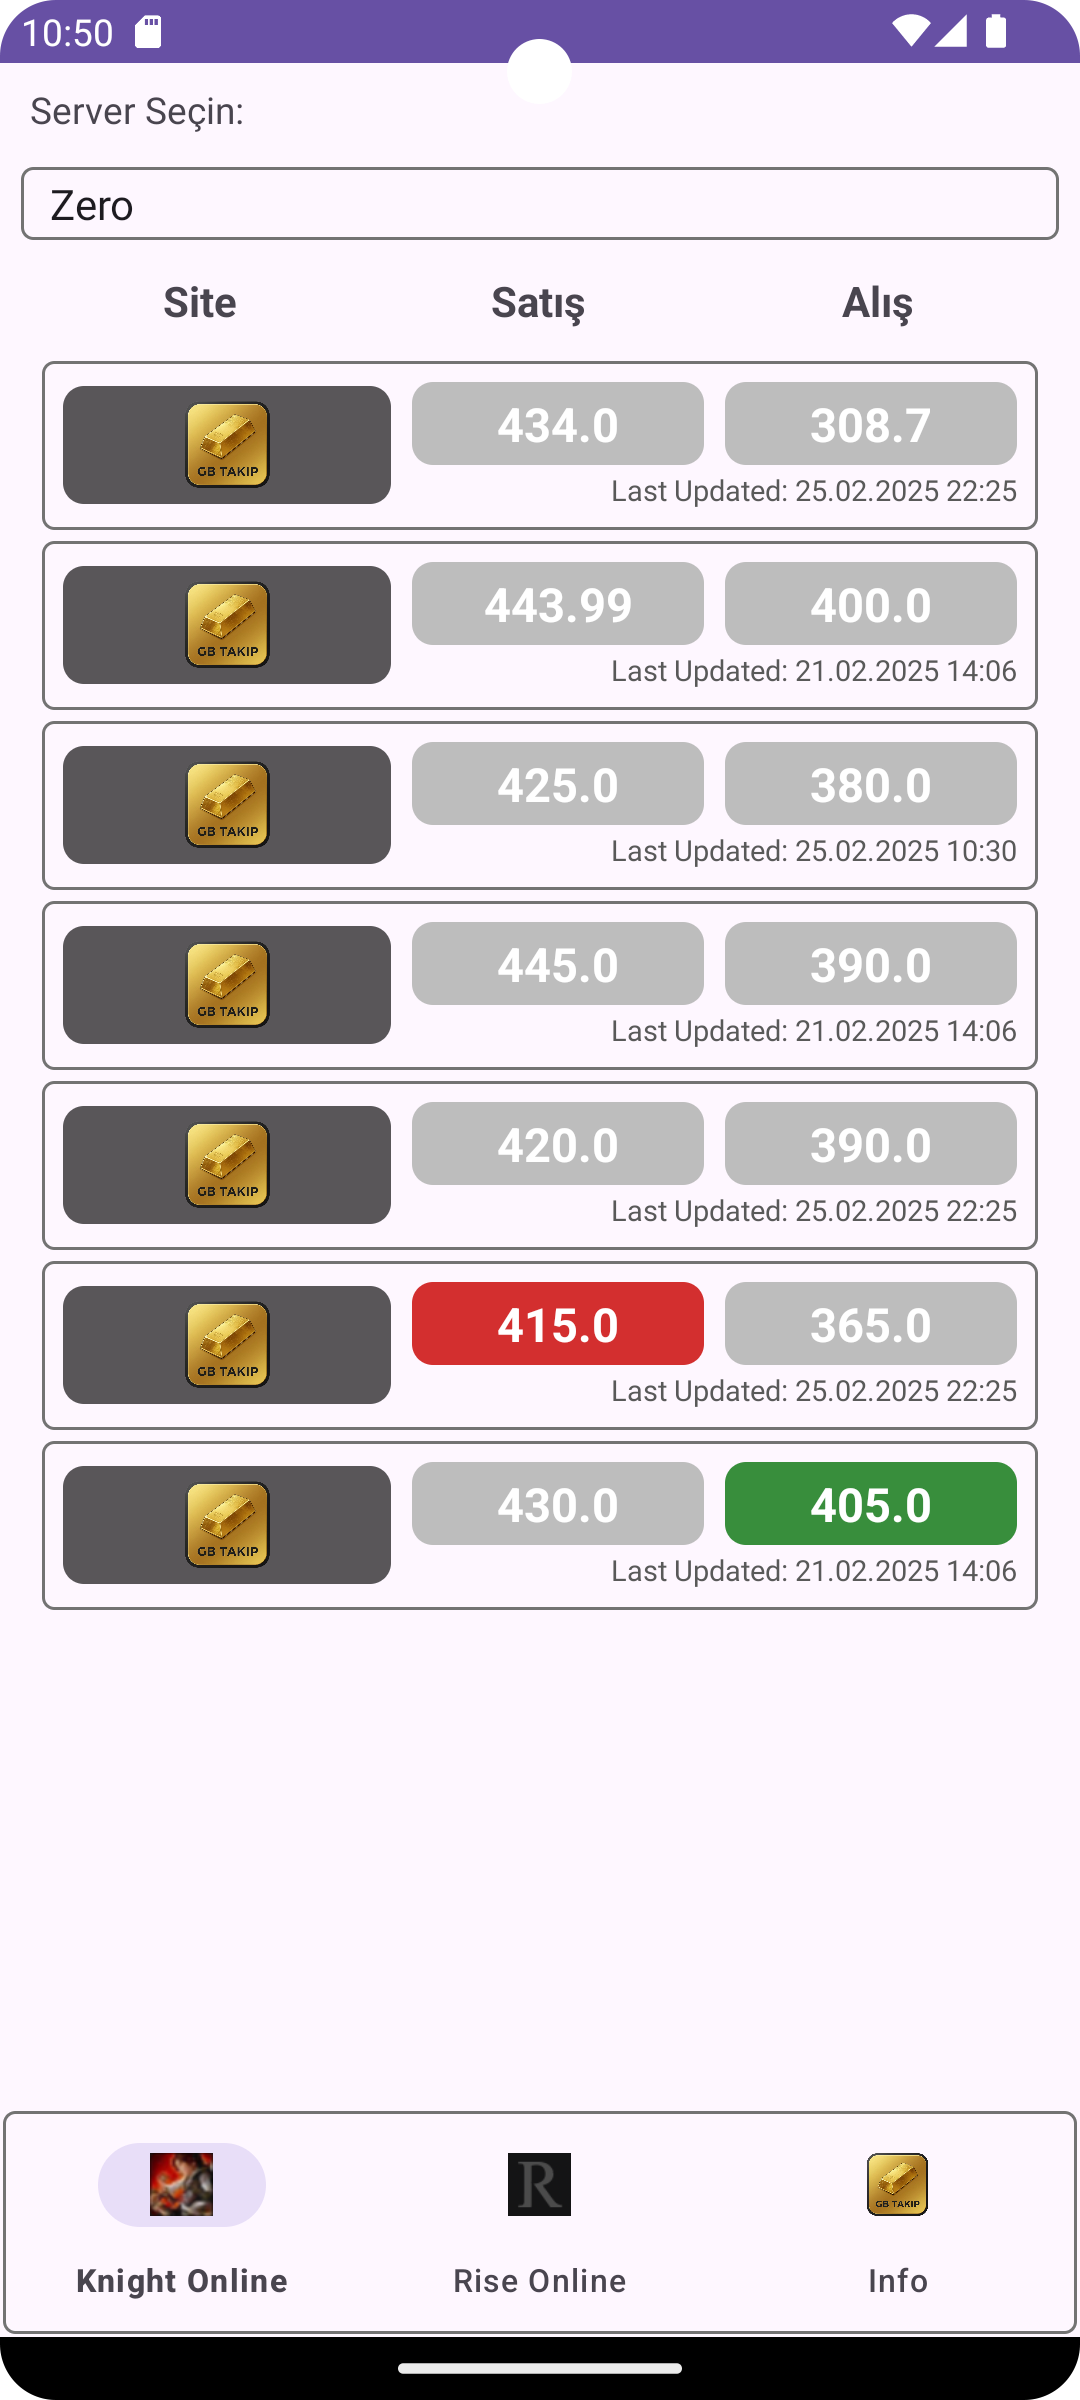 10:50
Server Seçin:
Zero
Site Satış Alış
GB TAKIP 434.0 308.7
Last Updated: 25.02.2025 22:25
GB TAKIP 443.99 400.0
Last Updated: 21.02.2025 14:06
GB TAKIP 425.0 380.0
Last Updated: 25.02.2025 10:30
GB TAKIP 445.0 390.0
Last Updated: 21.02.2025 14:06
GB TAKIP 420.0 390.0
Last Updated: 25.02.2025 22:25
GB TAKIP 415.0 365.0
Last Updated: 25.02.2025 22:25
GB TAKIP 430.0 405.0
Last Updated: 21.02.2025 14:06
R GB TAKIP
Knight Online Rise Online Info